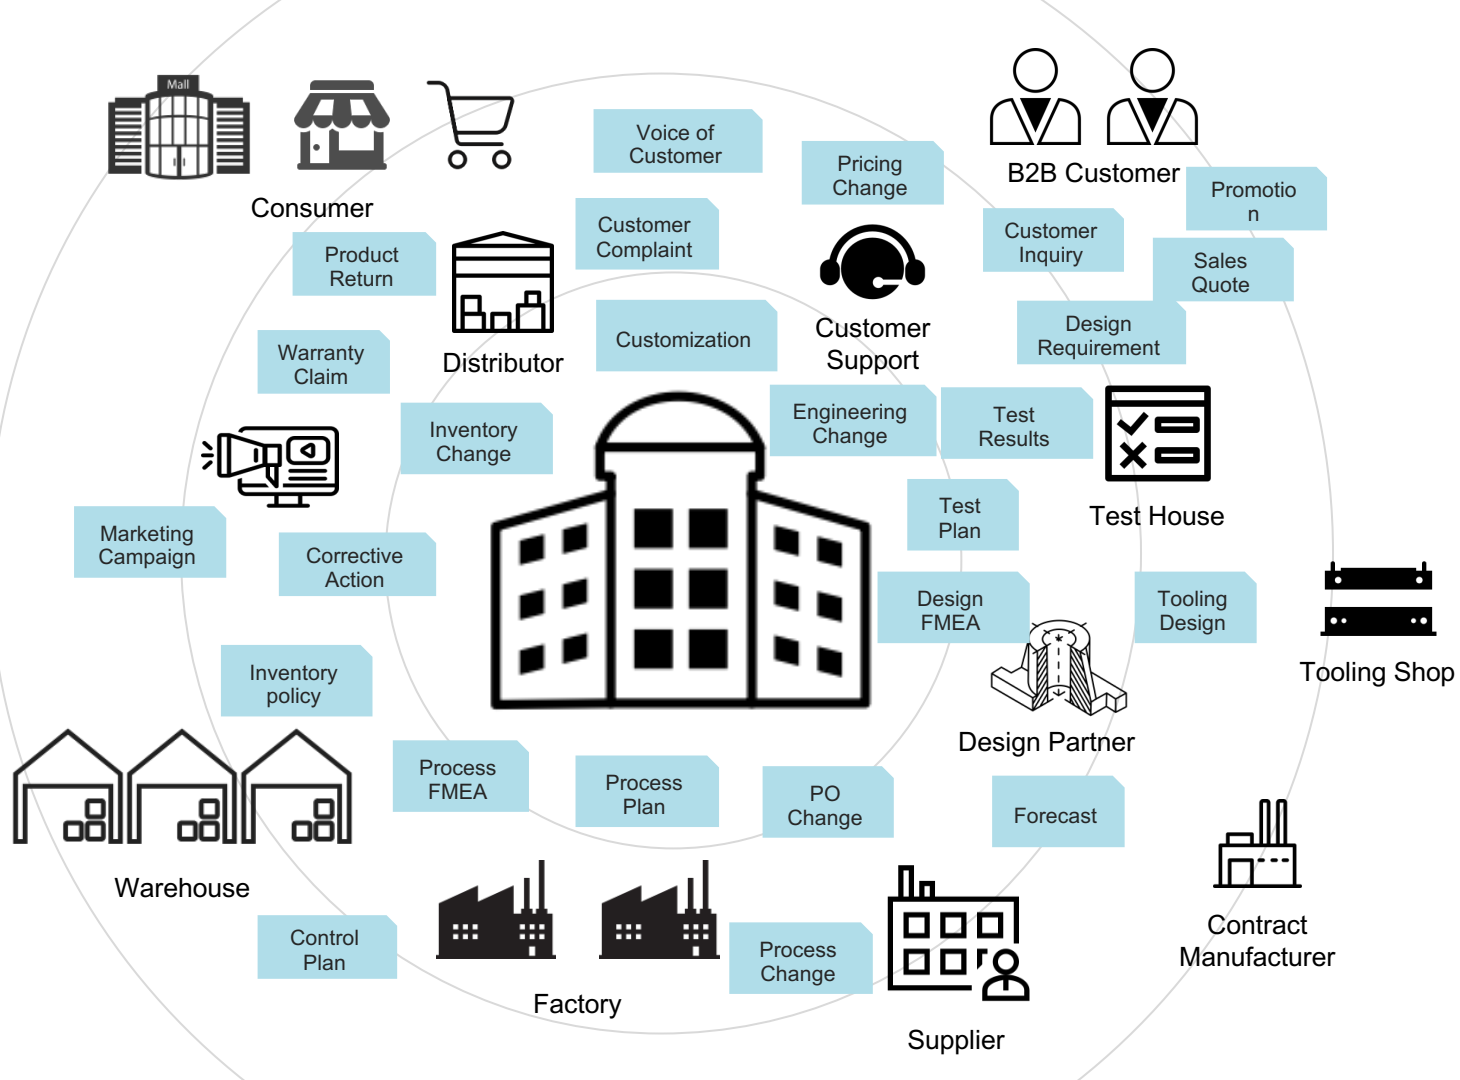 Mall
Consumer
Voice of
Customer
Pricing
Change
B2B Customer
Promotio
n
Customer
Complaint
Customer
Inquiry
Product
Return
Sales
Quote
Distributor
Customization
Customer
Support
Design
Requirement
Warranty
Claim
Inventory
Change
Engineering
Change
Test
Results
Test House
Marketing
Campaign
Corrective
Action
Test
Plan
Design
FMEA
Tooling
Design
Tooling Shop
Inventory
policy
Design Partner
Process
FMEA
Process
Plan
PO
Change
Forecast
Warehouse
Control
Plan
Factory
Process
Change
Supplier
Contract
Manufacturer